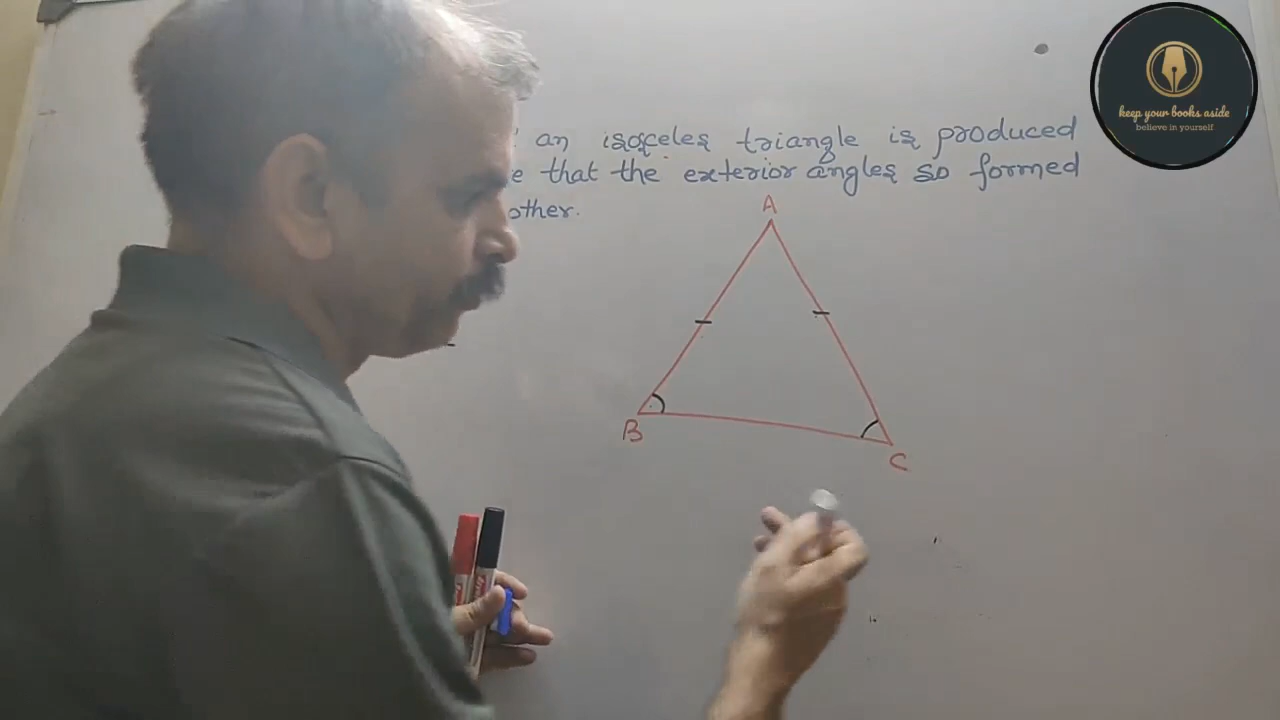 an isosceles triangle is produced
that the exterior angles so formed
other.
A
B
C
keep your books aside
believe in yourself